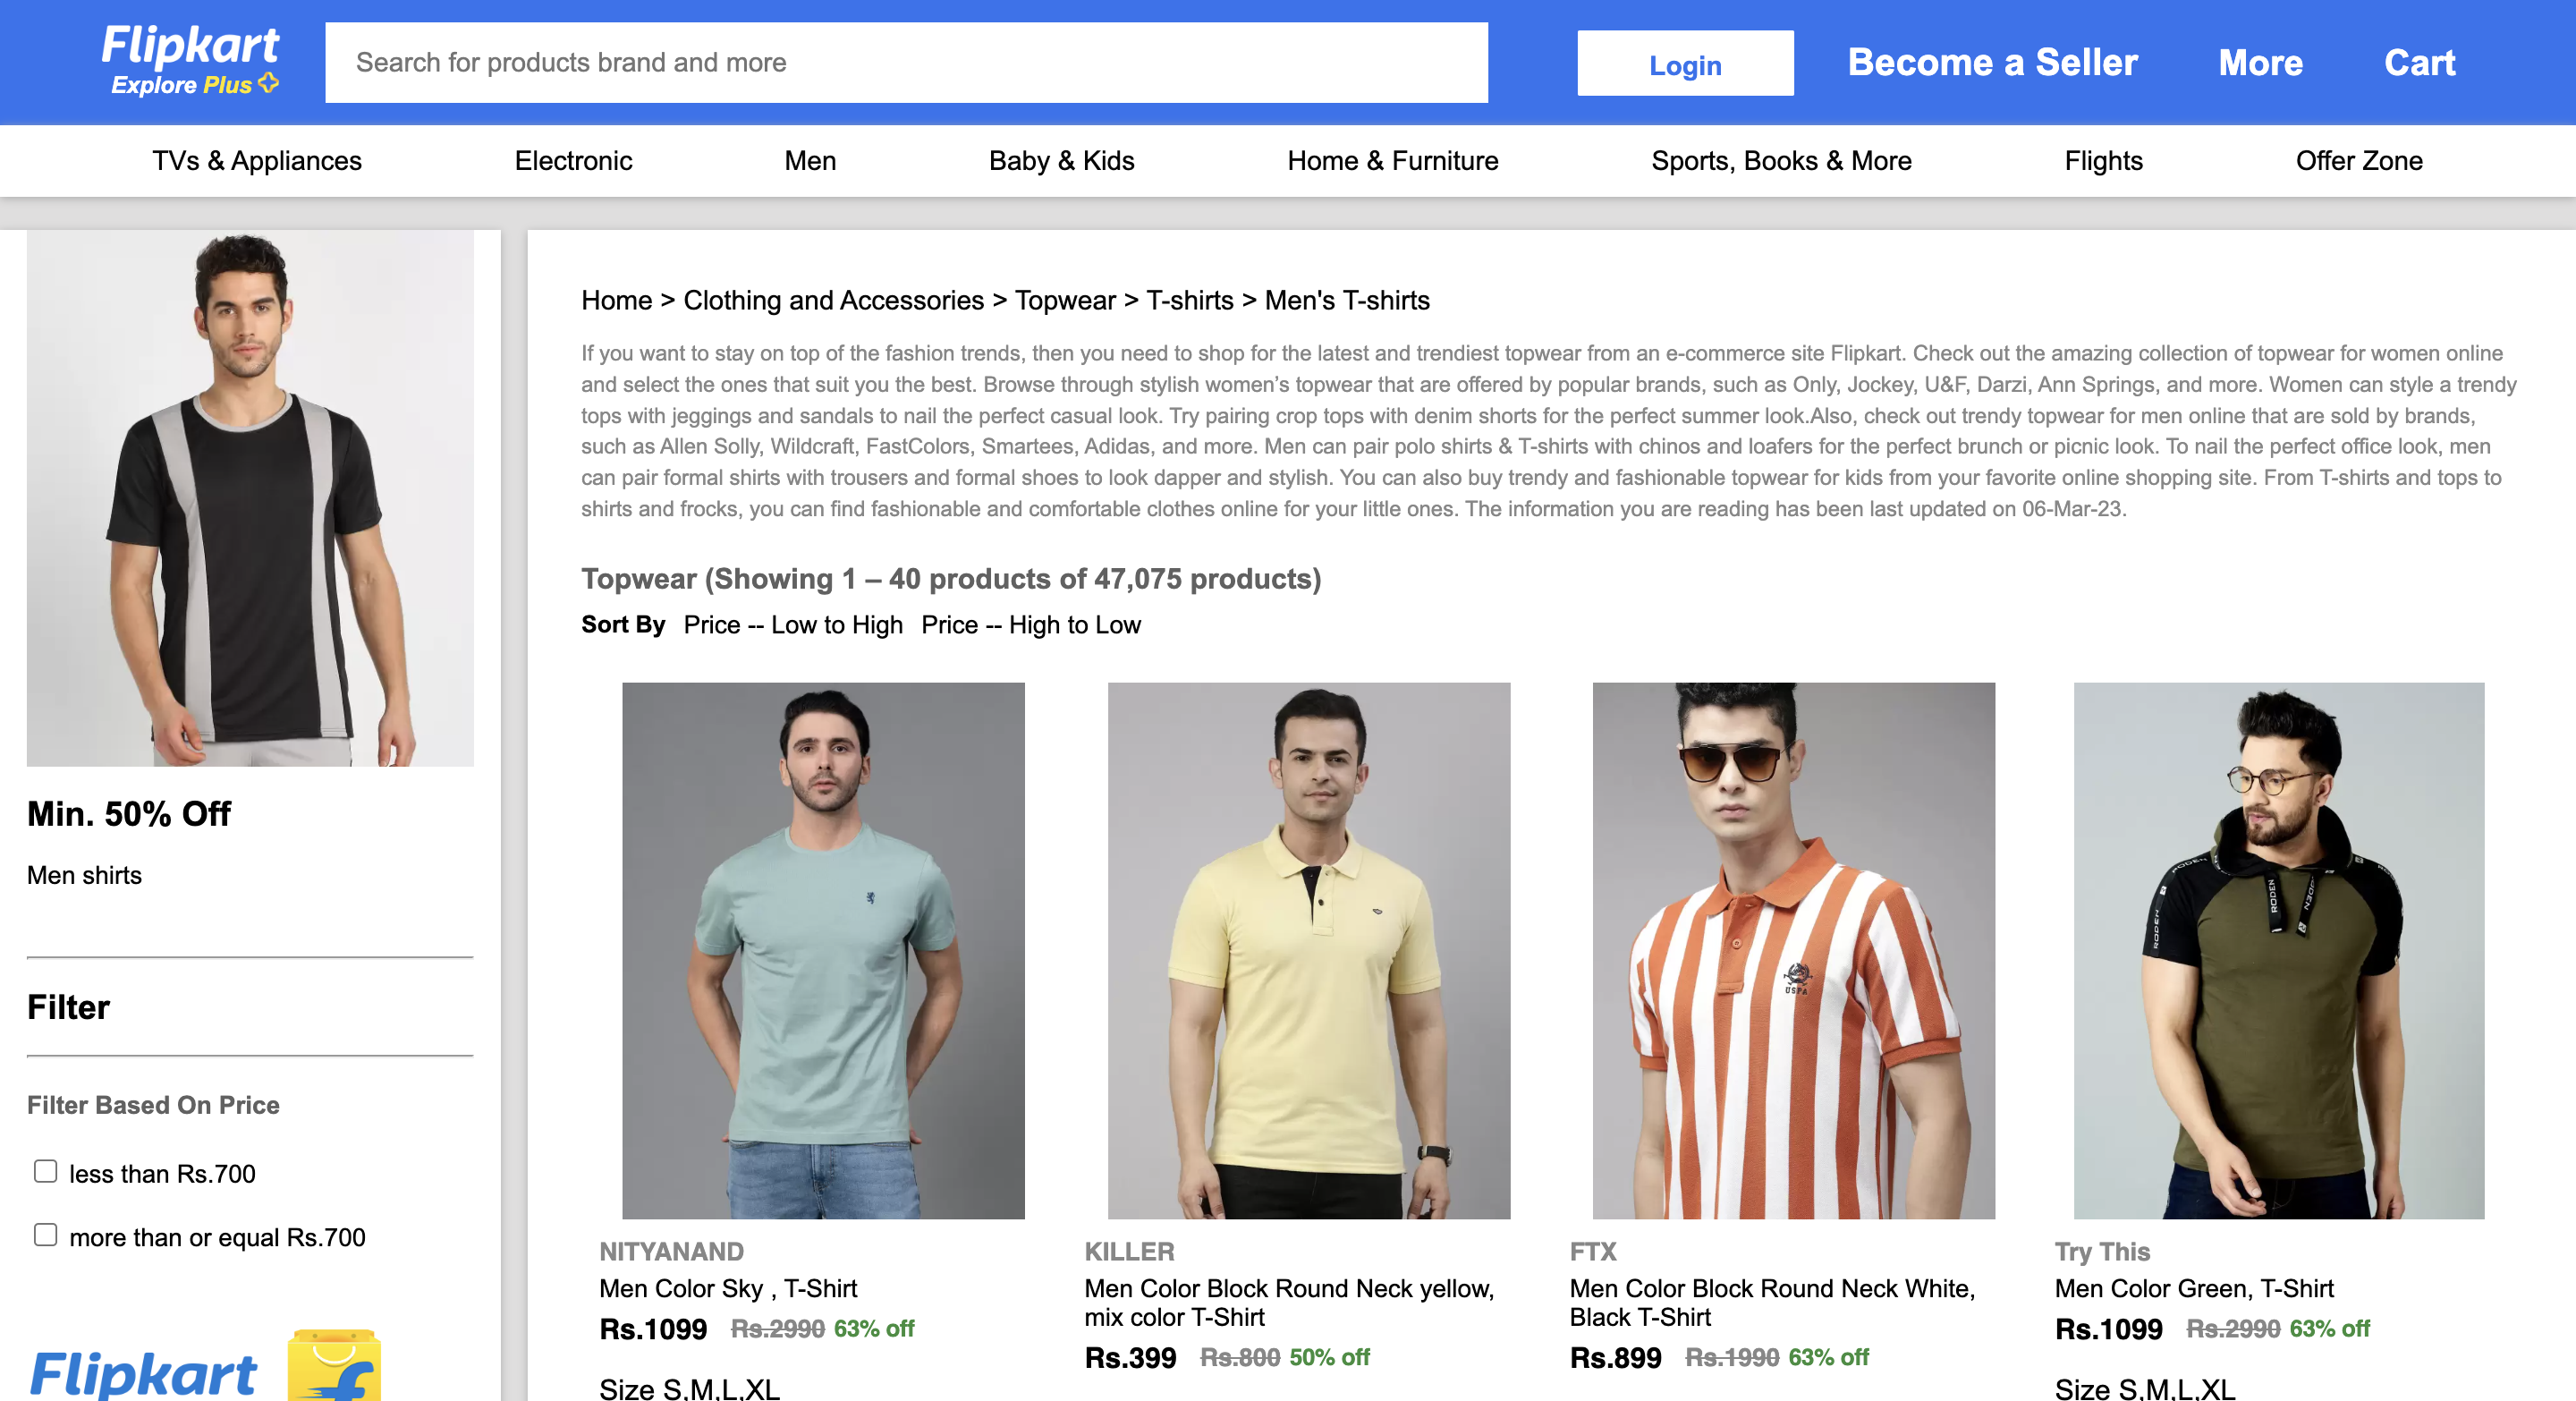 Flipkart
Explore Plus
Search for products brand and more
Login
Become a Seller
More
Cart
TVs & Appliances
Electronic
Men
Baby & Kids
Home & Furniture
Sports, Books & More
Flights
Offer Zone
Min. 50% Off
Men shirts
Filter
Filter Based On Price
less than Rs.700
more than or equal Rs.700
Flipkart
f
Home > Clothing and Accessories > Topwear > T-shirts > Men's T-shirts
If you want to stay on top of the fashion trends, then you need to shop for the latest and trendiest topwear from an e-commerce site Flipkart. Check out the amazing collection of topwear for women online
and select the ones that suit you the best. Browse through stylish women’s topwear that are offered by popular brands, such as Only, Jockey, U&F, Darzi, Ann Springs, and more. Women can style a trendy
tops with jeggings and sandals to nail the perfect casual look. Try pairing crop tops with denim shorts for the perfect summer look.Also, check out trendy topwear for men online that are sold by brands,
such as Allen Solly, Wildcraft, FastColors, Smartees, Adidas, and more. Men can pair polo shirts & T-shirts with chinos and loafers for the perfect brunch or picnic look. To nail the perfect office look, men
can pair formal shirts with trousers and formal shoes to look dapper and stylish. You can also buy trendy and fashionable topwear for kids from your favorite online shopping site. From T-shirts and tops to
shirts and frocks, you can find fashionable and comfortable clothes online for your little ones. The information you are reading has been last updated on 06-Mar-23.
Topwear (Showing 1 – 40 products of 47,075 products)
Sort By Price -- Low to High Price -- High to Low
USPA
RODEN
RODEN
RODEN
RODEN
NITYANAND
Men Color Sky , T-Shirt
Rs.1099 Rs.2990 63% off
Size S,M,L,XL
KILLER
Men Color Block Round Neck yellow,
mix color T-Shirt
Rs.399 Rs.800 50% off
FTX
Men Color Block Round Neck White,
Black T-Shirt
Rs.899 Rs.1990 63% off
Try This
Men Color Green, T-Shirt
Rs.1099 Rs.2990 63% off
Size S,M,L,XL